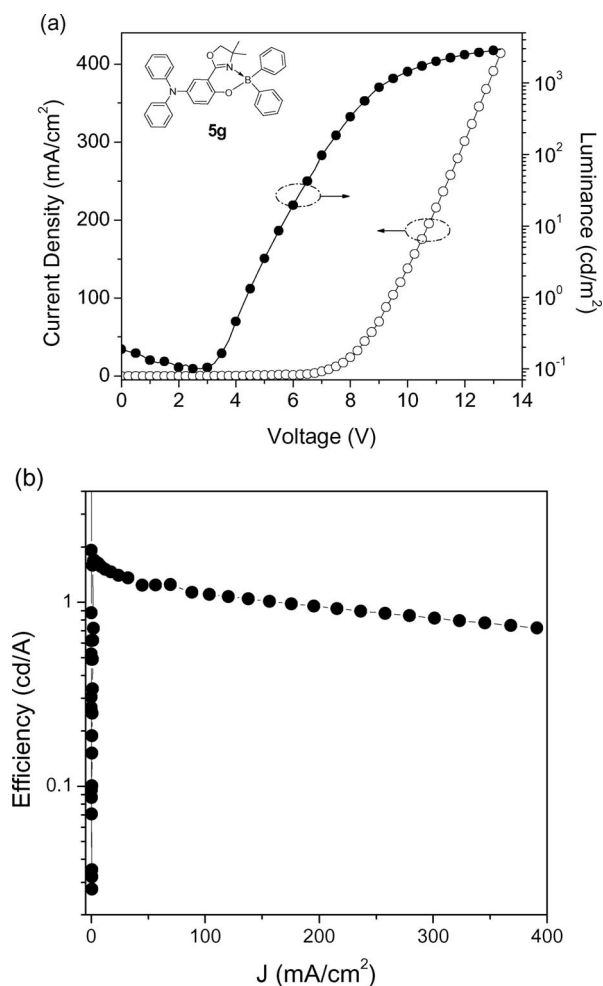 (a)
Current Density (mA/cm²)
400
300
200
100
0
O
N
B
N
O
5g
10³
10²
10¹
10⁰
10⁻¹
Luminance (cd/m²)
0 2 4 6 8 10 12 14
Voltage (V)
(b)
Efficiency (cd/A)
1
0.1
0 100 200 300 400
J (mA/cm²)